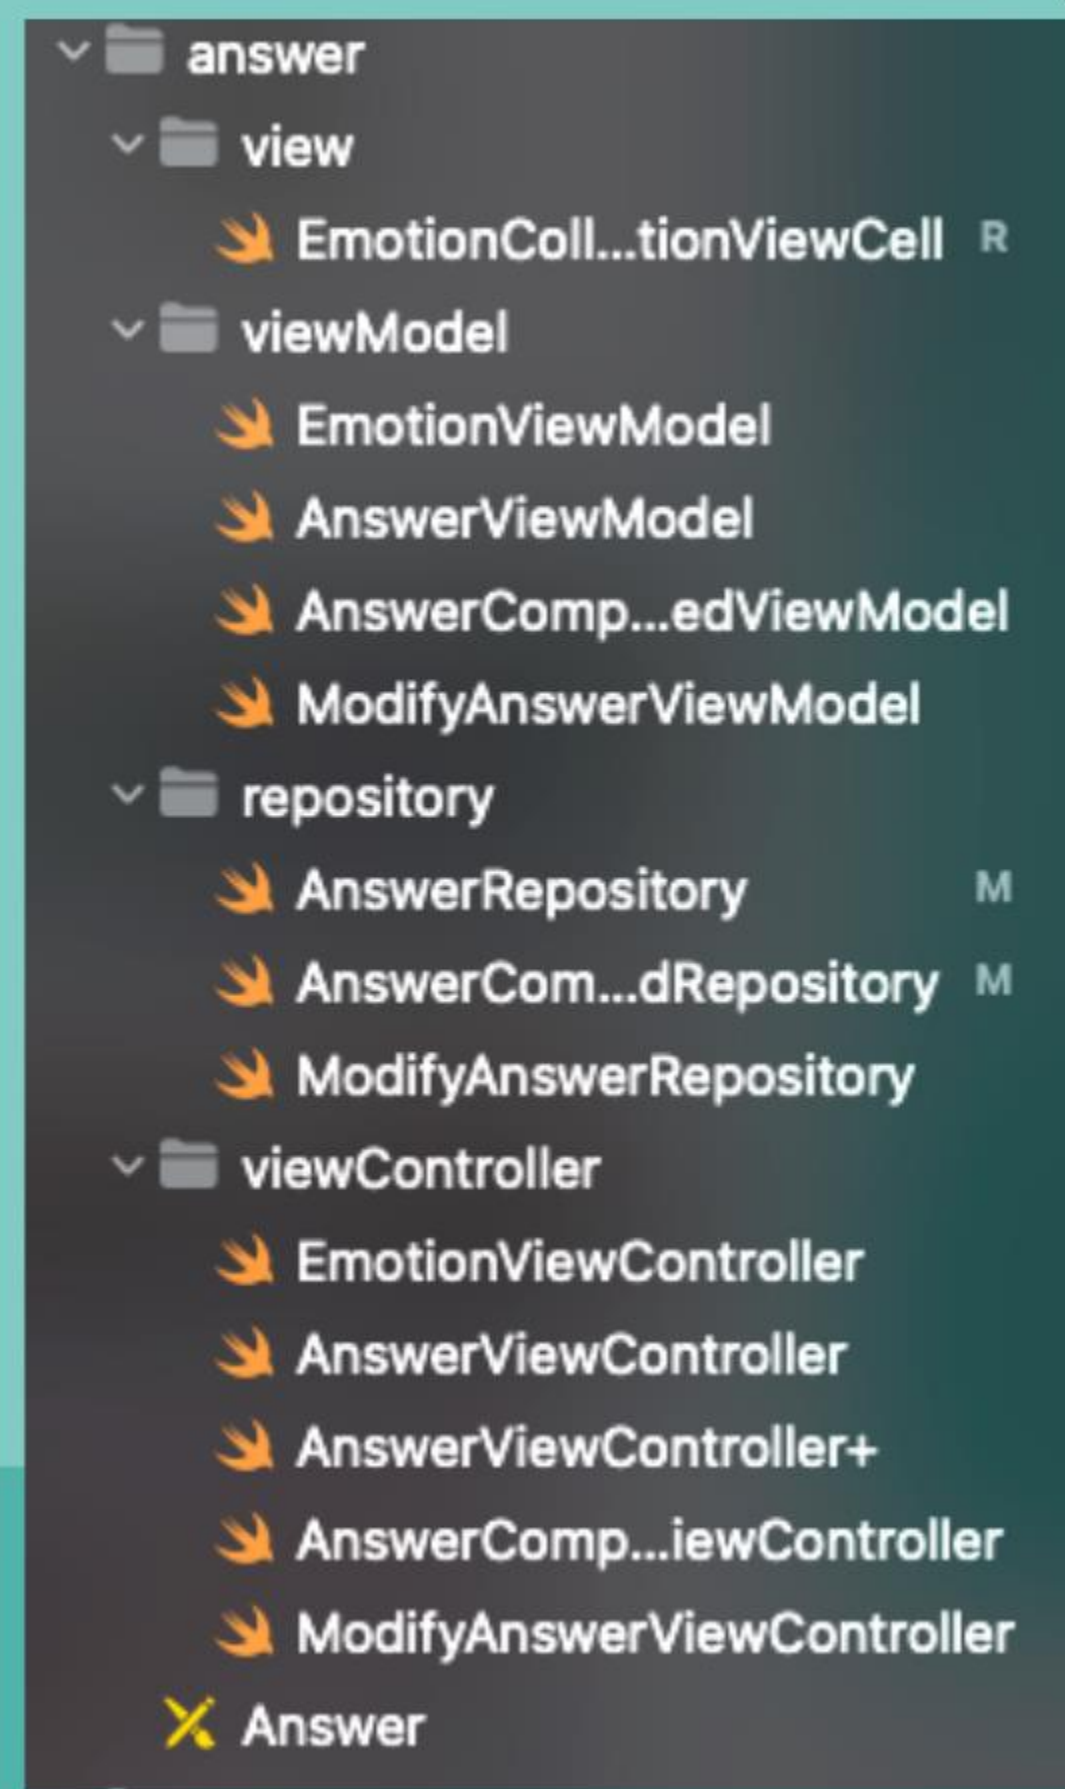 answer
view
EmotionColl...tionViewCell R
viewModel
EmotionViewModel
AnswerViewModel
AnswerComp...edViewModel
ModifyAnswerViewModel
repository
AnswerRepository M
AnswerCom...dRepository M
ModifyAnswerRepository
viewController
EmotionViewController
AnswerViewController
AnswerViewController+
AnswerComp...iewController
ModifyAnswerViewController
Answer